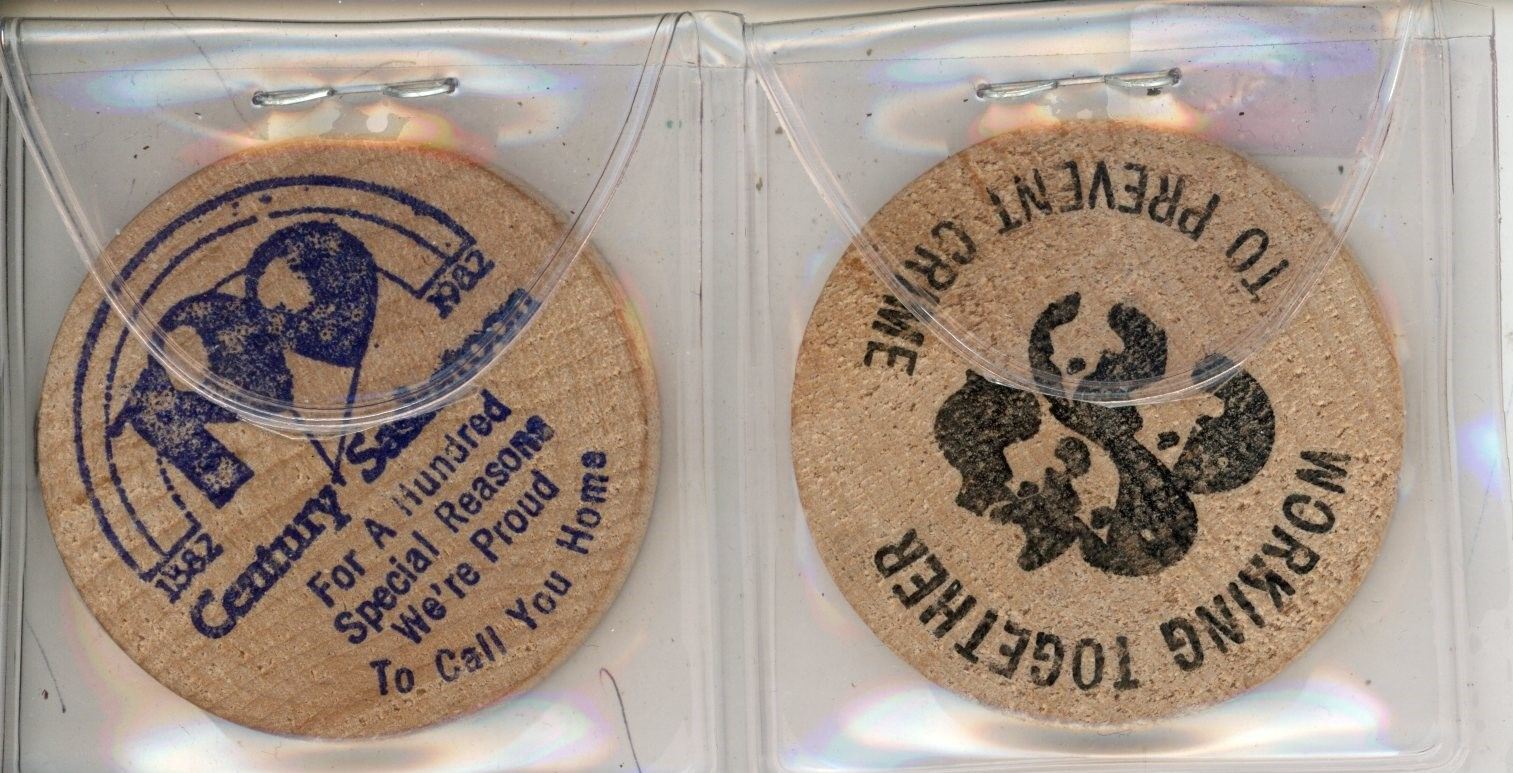 1882
1982
Century Saskatoon
For A Hundred
Special Reasons
We're Proud
To Call You Home
WORKING TOGETHER
TO PREVENT CRIME